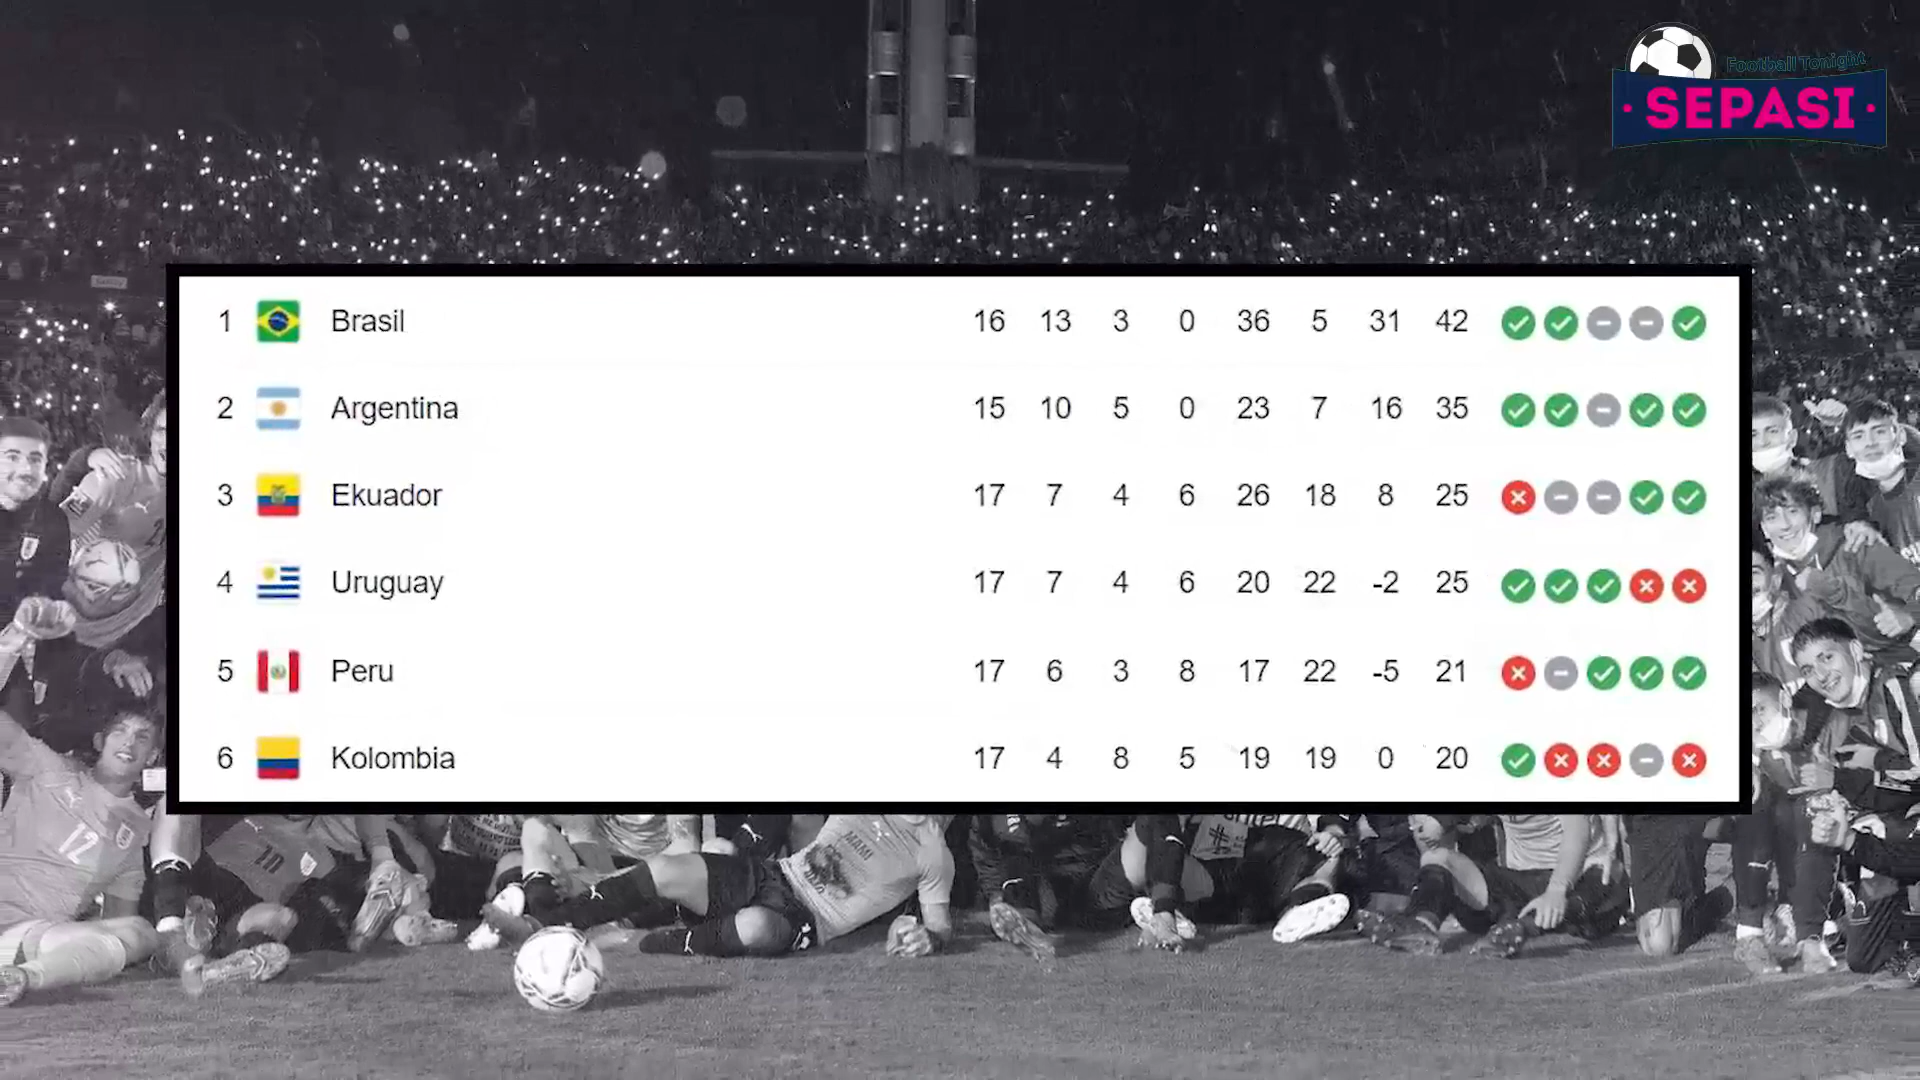 Football Tonight
SEPASI
1 Brasil 16 13 3 0 36 5 31 42
2 Argentina 15 10 5 0 23 7 16 35
3 Ekuador 17 7 4 6 26 18 8 25
4 Uruguay 17 7 4 6 20 22 -2 25
5 Peru 17 6 3 8 17 22 -5 21
6 Kolombia 17 4 8 5 19 19 0 20
12